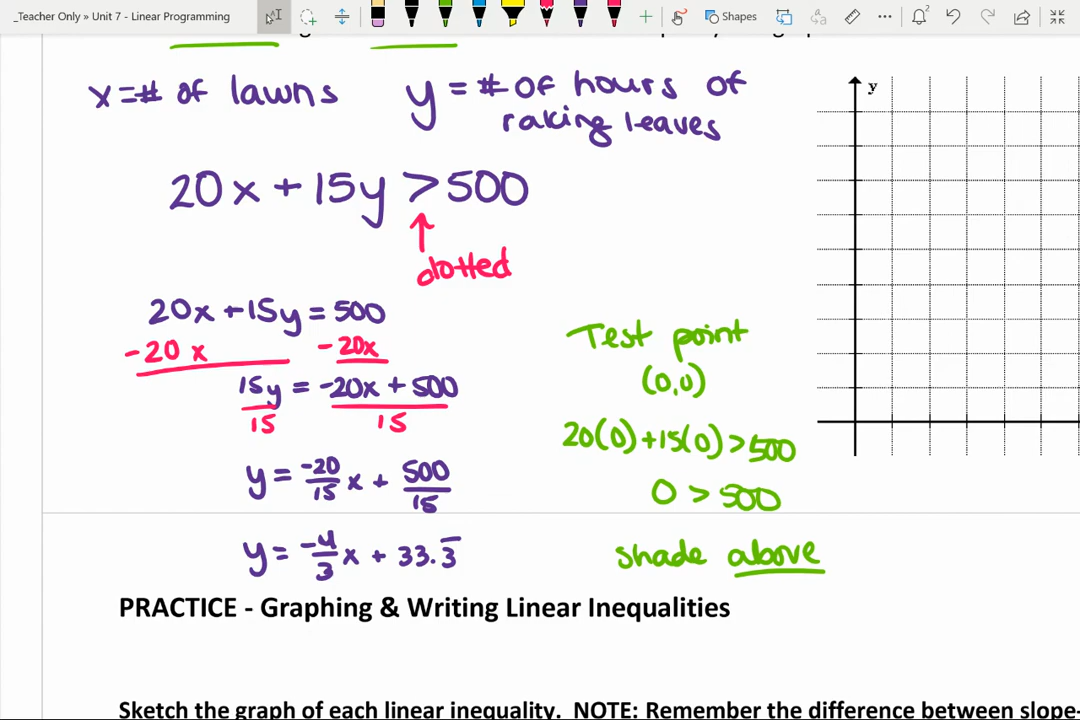 _Teacher Only » Unit 7 - Linear Programming
Shapes
2
x = # of lawns
y = # of hours of
raking leaves
y
20x + 15y > 500
dotted
20x + 15y = 500
-20x -20x
15y = -20x + 500
15 15
y = -20/15 x + 500/15
y = -4/3 x + 33.3̅
Test point
(0,0)
20(0) + 15(0) > 500
0 > 500
shade above
PRACTICE - Graphing & Writing Linear Inequalities
Sketch the graph of each linear inequality. NOTE: Remember the difference between slope-